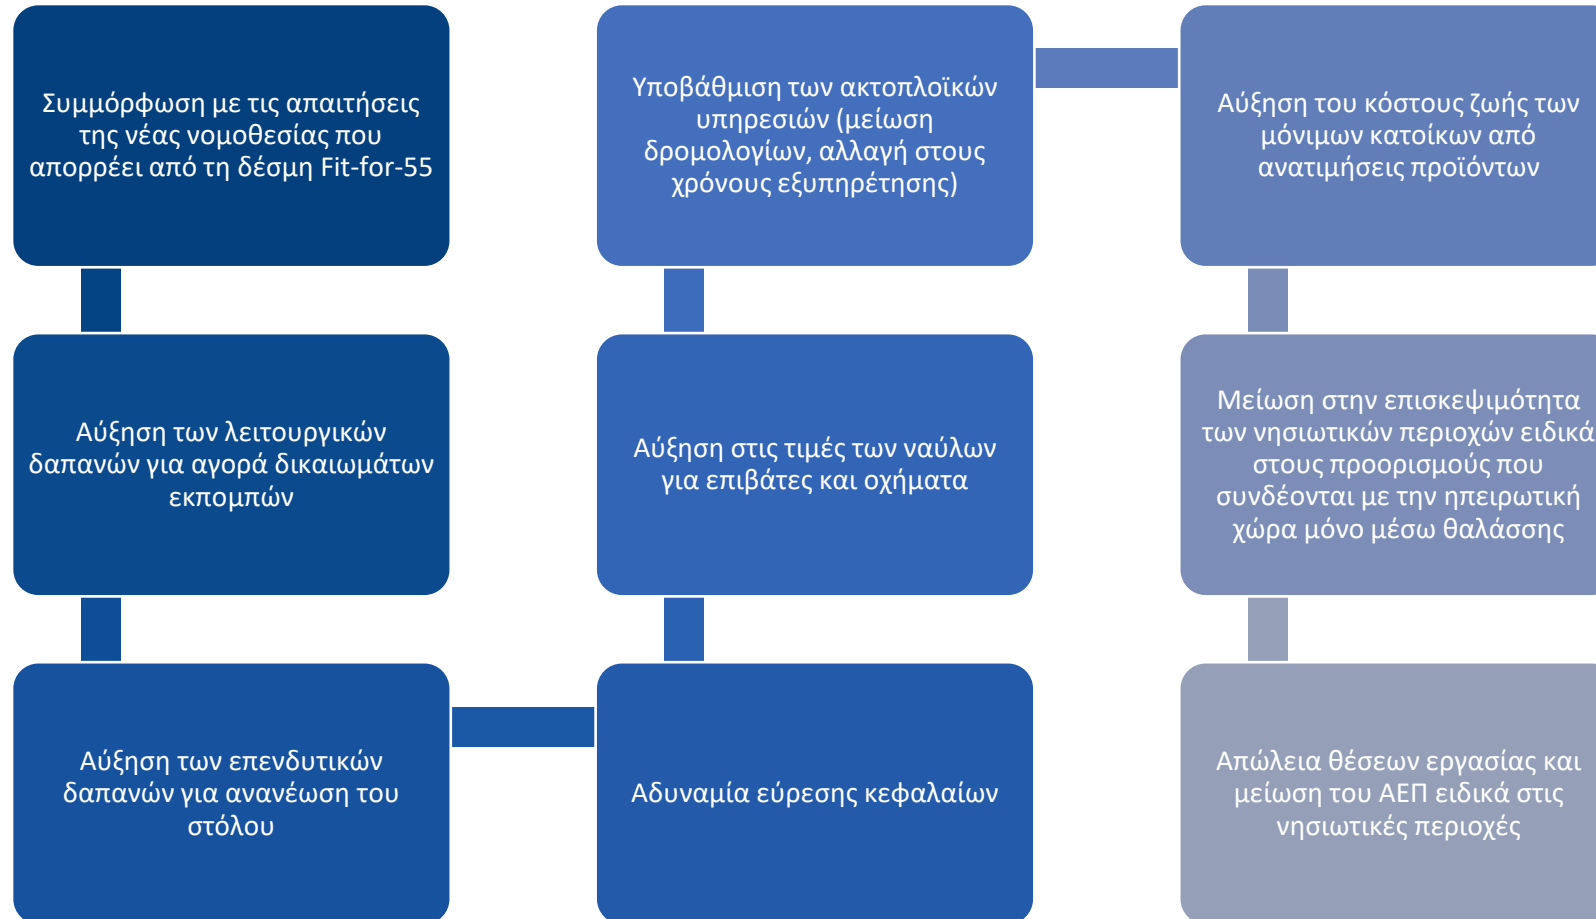 Συμμόρφωση με τις απαιτήσεις
της νέας νομοθεσίας που
απορρέει από τη δέσμη Fit-for-55
Αύξηση των λειτουργικών
δαπανών για αγορά δικαιωμάτων
εκπομπών
Αύξηση των επενδυτικών
δαπανών για ανανέωση του
στόλου
Αδυναμία εύρεσης κεφαλαίων
Αύξηση στις τιμές των ναύλων
για επιβάτες και οχήματα
Υποβάθμιση των ακτοπλοϊκών
υπηρεσιών (μείωση
δρομολογίων, αλλαγή στους
χρόνους εξυπηρέτησης)
Αύξηση του κόστους ζωής των
μόνιμων κατοίκων από
ανατιμήσεις προϊόντων
Μείωση στην επισκεψιμότητα
των νησιωτικών περιοχών ειδικά
στους προορισμούς που
συνδέονται με την ηπειρωτική
χώρα μόνο μέσω θαλάσσης
Απώλεια θέσεων εργασίας και
μείωση του ΑΕΠ ειδικά στις
νησιωτικές περιοχές